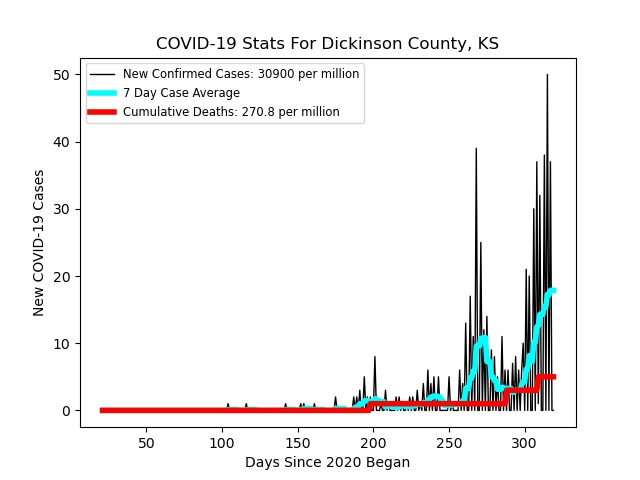 COVID-19 Stats For Dickinson County, KS
New Confirmed Cases: 30900 per million
7 Day Case Average
Cumulative Deaths: 270.8 per million
New COVID-19 Cases
50
40
30
20
10
0
50 100 150 200 250 300
Days Since 2020 Began